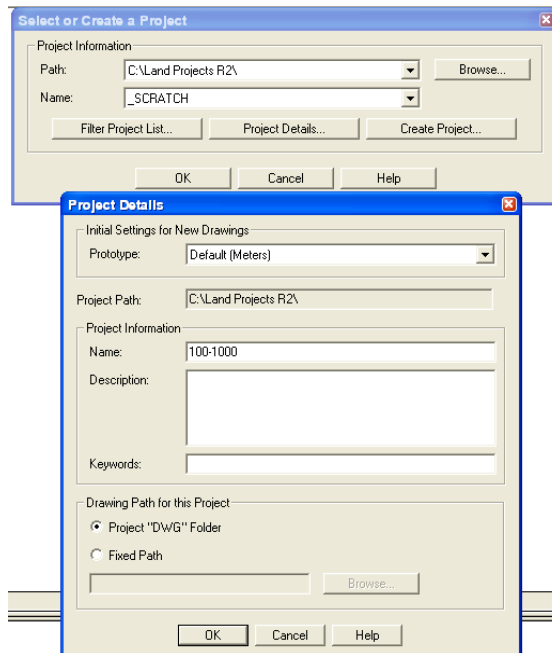 Select or Create a Project
Project Information
Path: C:\Land Projects R2\ Browse...
Name: _SCRATCH
Filter Project List... Project Details... Create Project...
OK Cancel Help
Project Details
Initial Settings for New Drawings
Prototype: Default (Meters)
Project Path: C:\Land Projects R2\
Project Information
Name: 100-1000
Description:
Keywords:
Drawing Path for this Project
Project "DWG" Folder
Fixed Path
Browse...
OK Cancel Help